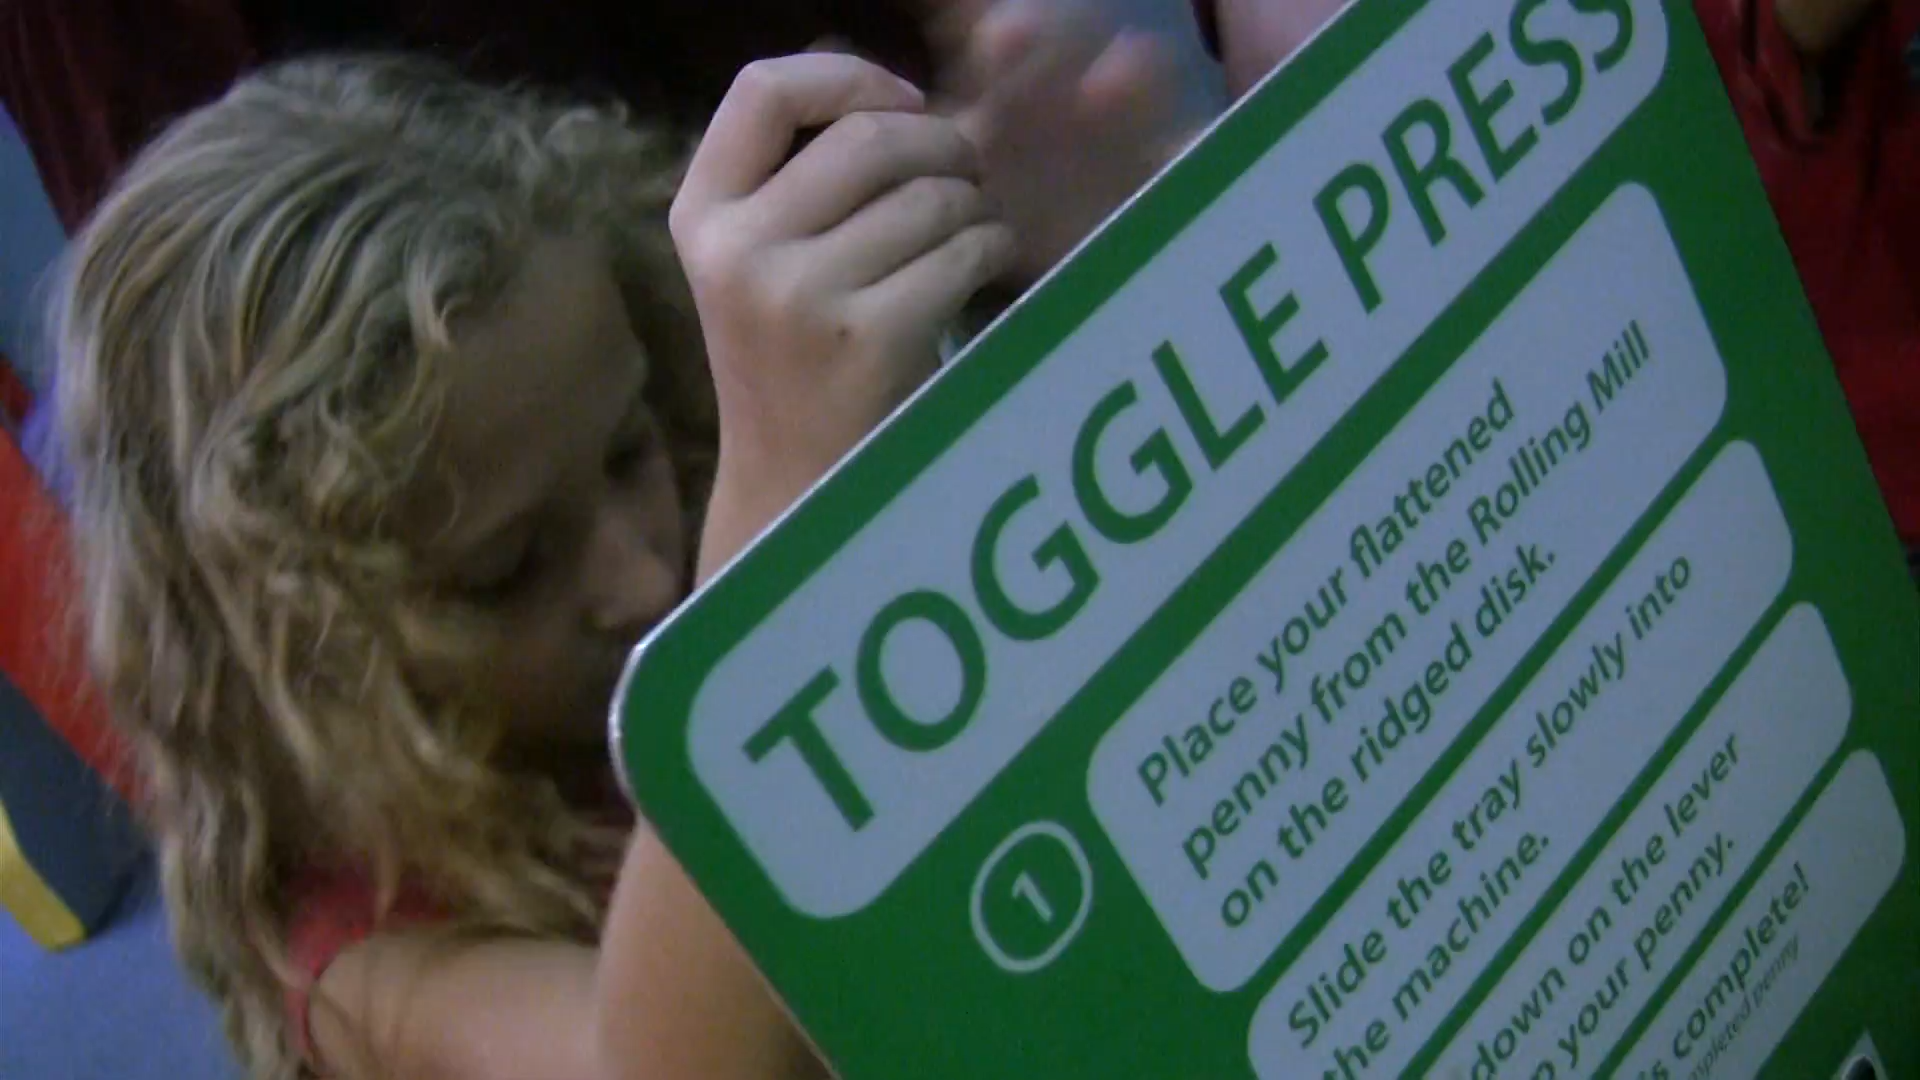 TOGGLE PRESS
1
Place your flattened
penny from the Rolling Mill
on the ridged disk.
Slide the tray slowly into
the machine.
down on the lever
your penny.
complete!
penny